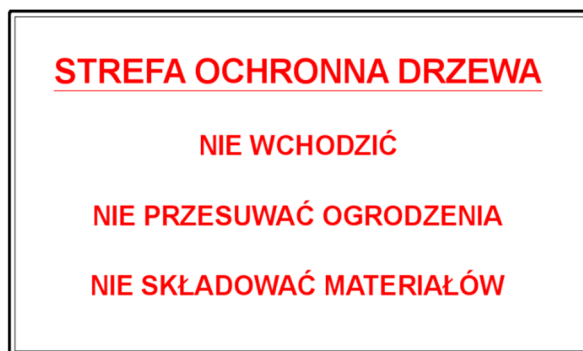 STREFA OCHRONNA DRZEWA
NIE WCHODZIĆ
NIE PRZESUWAĆ OGRODZENIA
NIE SKŁADOWAĆ MATERIAŁÓW